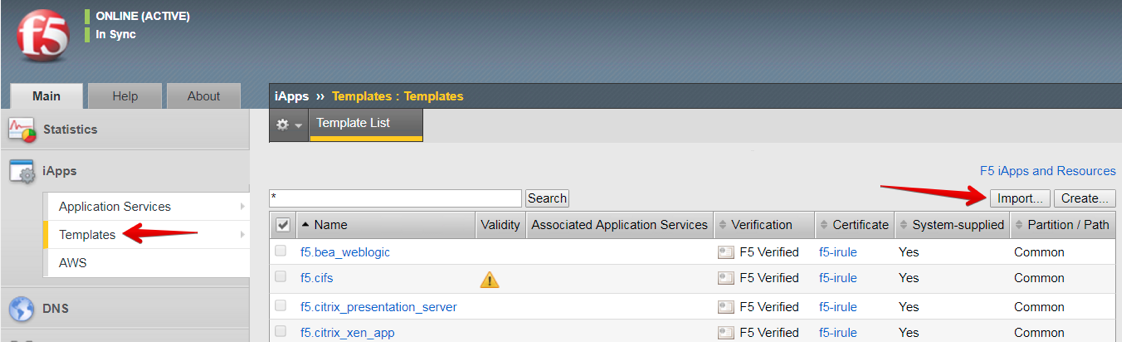 f5
ONLINE (ACTIVE)
In Sync
Main Help About
Statistics
iApps
Application Services
Templates
AWS
DNS
iApps ›› Templates : Templates
Template List
F5 iApps and Resources
* Search Import... Create...
Name Validity Associated Application Services Verification Certificate System-supplied Partition / Path
f5.bea_weblogic F5 Verified f5-irule Yes Common
f5.cifs F5 Verified f5-irule Yes Common
f5.citrix_presentation_server F5 Verified f5-irule Yes Common
f5.citrix_xen_app F5 Verified f5-irule Yes Common